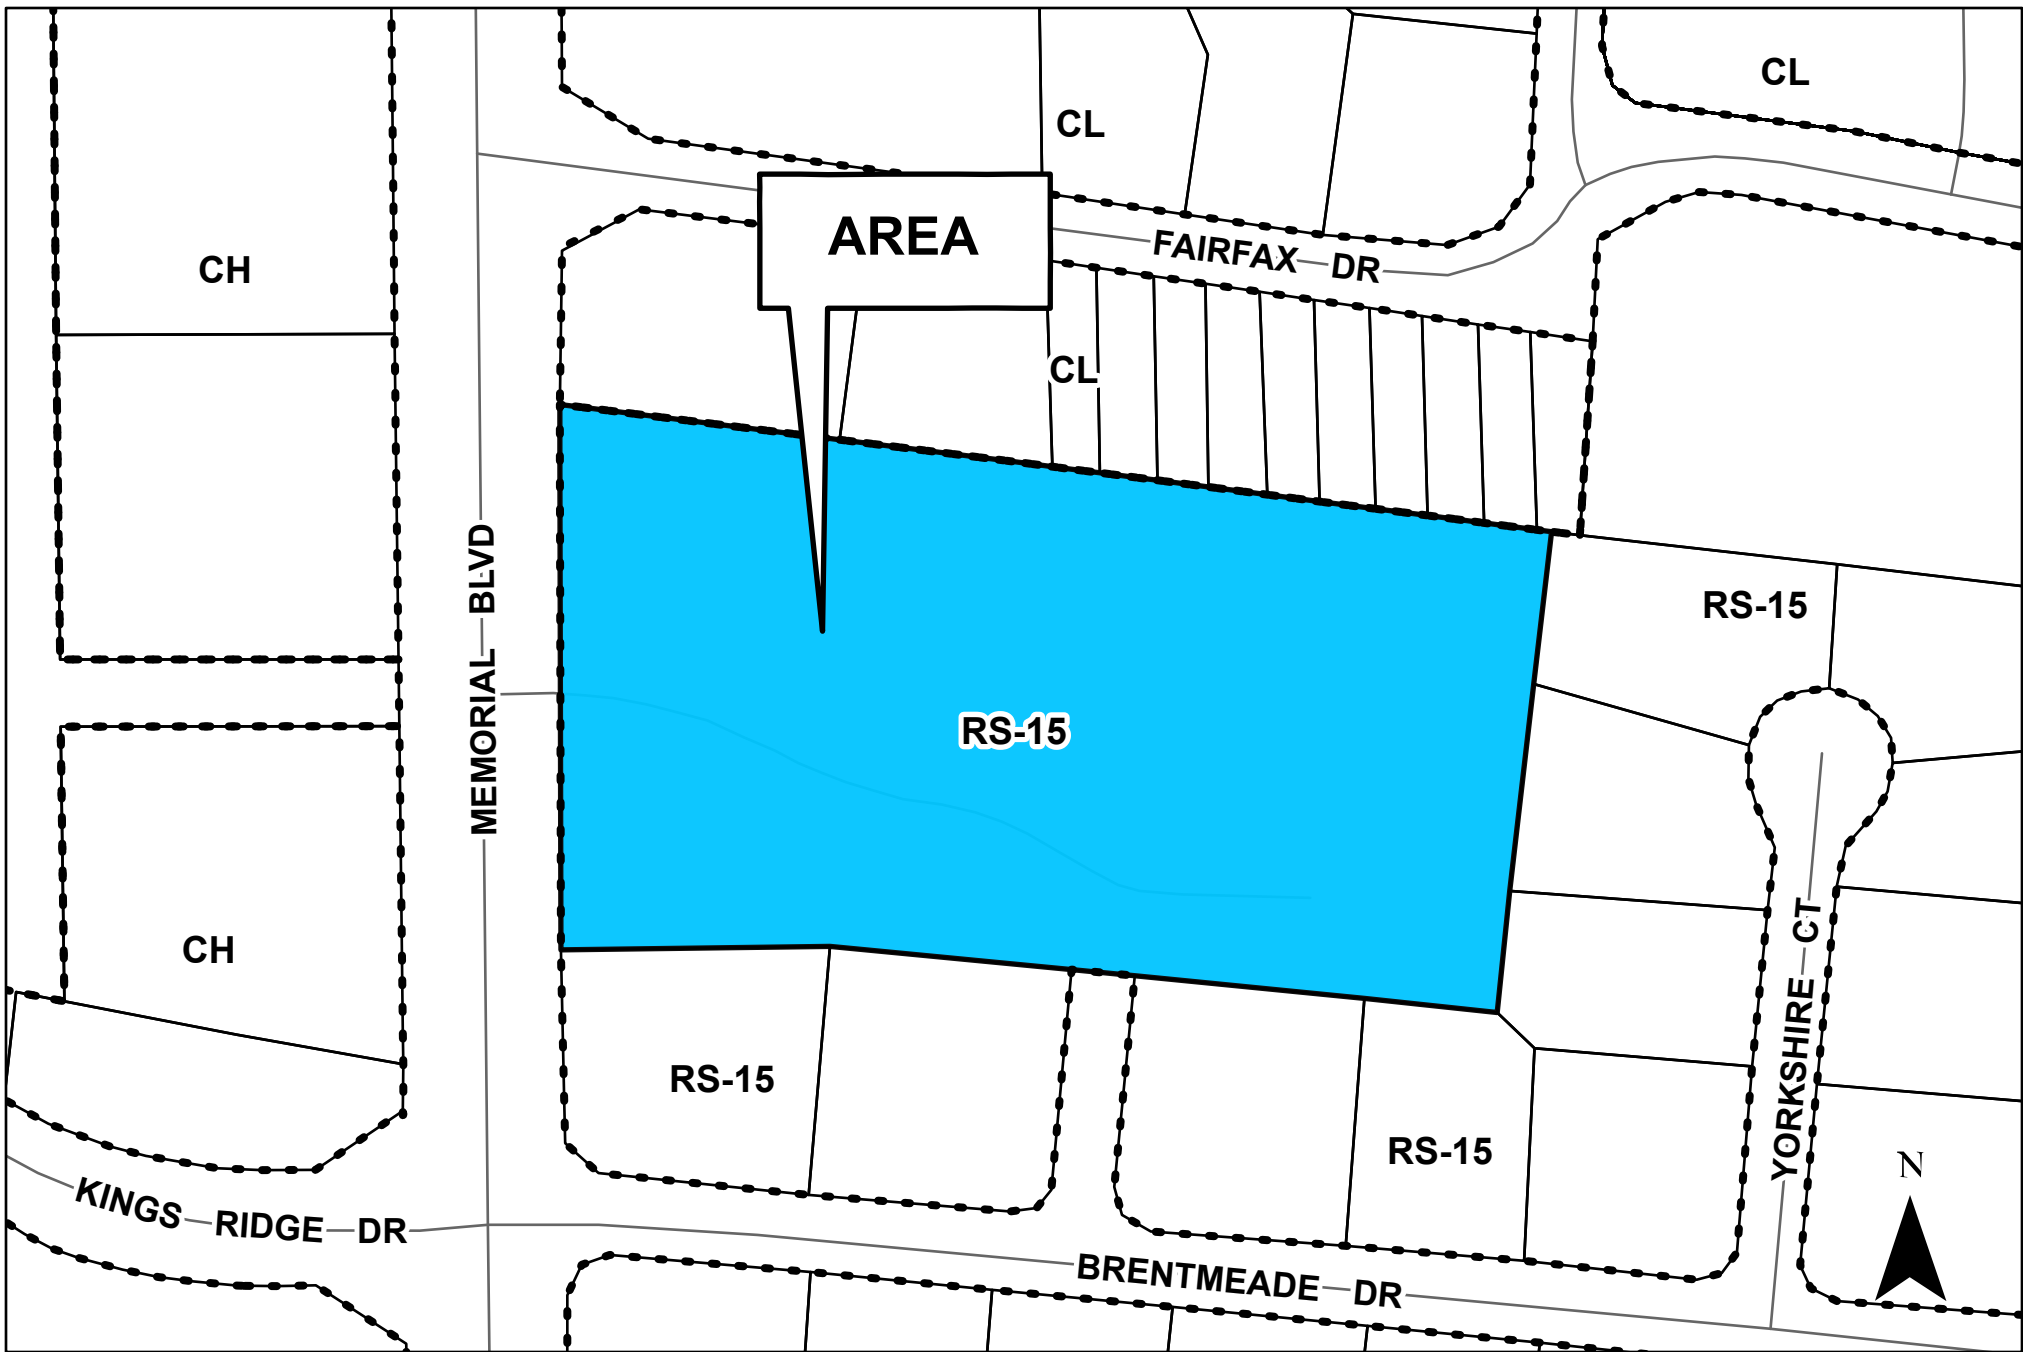 CL
CL
AREA
FAIRFAX DR
CH
CL
RS-15
MEMORIAL BLVD
RS-15
CH
YORKSHIRE CT
RS-15
RS-15
N
KINGS RIDGE DR
BRENTMEADE DR